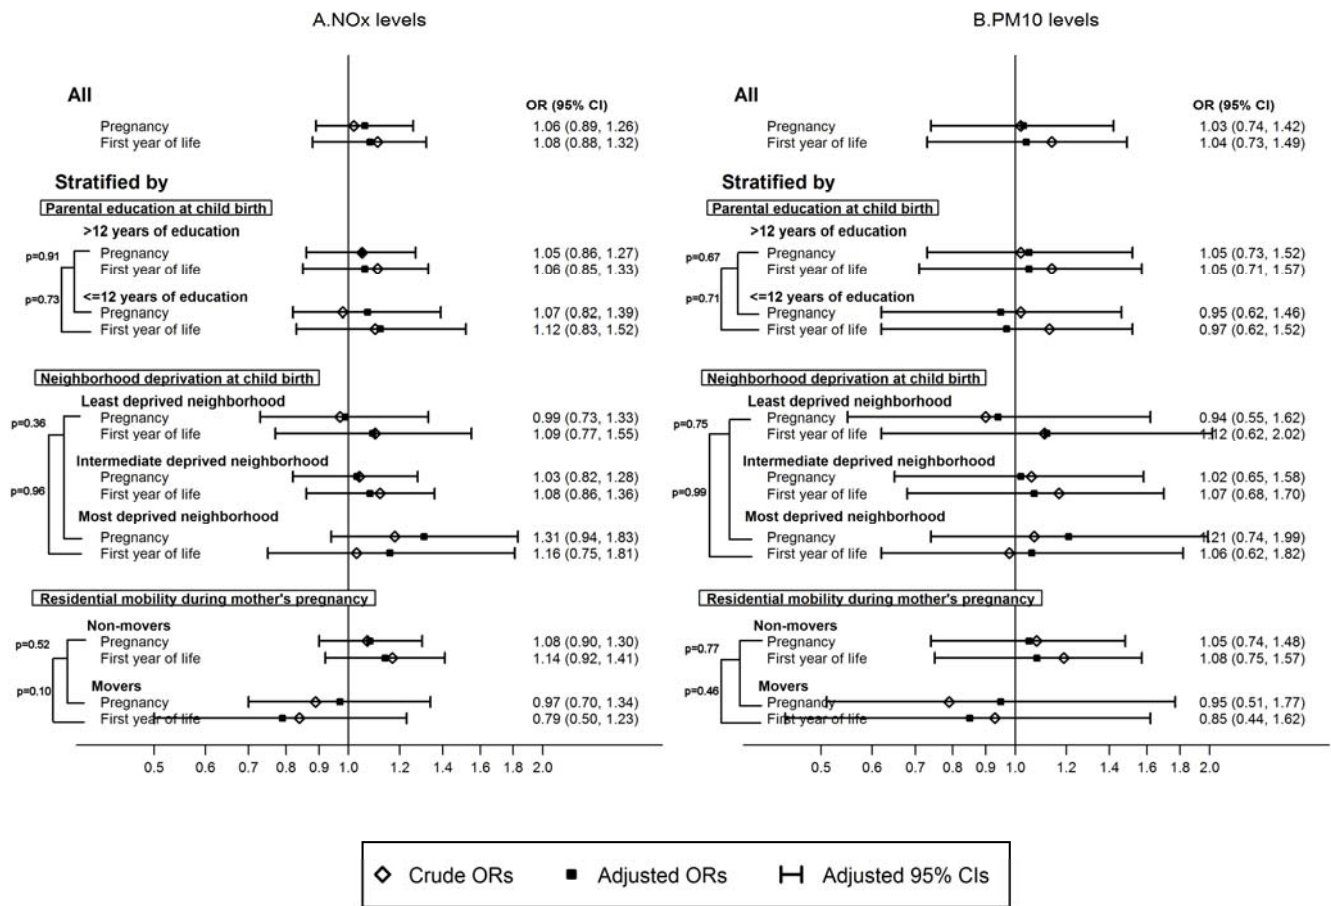 A.NOx levels
All
OR (95% CI)
Pregnancy 1.06 (0.89, 1.26)
First year of life 1.08 (0.88, 1.32)
Stratified by
Parental education at child birth
>12 years of education
p=0.91
Pregnancy 1.05 (0.86, 1.27)
First year of life 1.06 (0.85, 1.33)
p=0.73
<=12 years of education
Pregnancy 1.07 (0.82, 1.39)
First year of life 1.12 (0.83, 1.52)
Neighborhood deprivation at child birth
Least deprived neighborhood
p=0.36
Pregnancy 0.99 (0.73, 1.33)
First year of life 1.09 (0.77, 1.55)
Intermediate deprived neighborhood
Pregnancy 1.03 (0.82, 1.28)
p=0.96
First year of life 1.08 (0.86, 1.36)
Most deprived neighborhood
Pregnancy 1.31 (0.94, 1.83)
First year of life 1.16 (0.75, 1.81)
Residential mobility during mother's pregnancy
Non-movers
p=0.52
Pregnancy 1.08 (0.90, 1.30)
First year of life 1.14 (0.92, 1.41)
p=0.10
Movers
Pregnancy 0.97 (0.70, 1.34)
First year of life 0.79 (0.50, 1.23)
0.5 0.6 0.7 0.8 0.9 1.0 1.2 1.4 1.6 1.8 2.0
B.PM10 levels
All
OR (95% CI)
Pregnancy 1.03 (0.74, 1.42)
First year of life 1.04 (0.73, 1.49)
Stratified by
Parental education at child birth
>12 years of education
p=0.67
Pregnancy 1.05 (0.73, 1.52)
First year of life 1.05 (0.71, 1.57)
p=0.71
<=12 years of education
Pregnancy 0.95 (0.62, 1.46)
First year of life 0.97 (0.62, 1.52)
Neighborhood deprivation at child birth
Least deprived neighborhood
p=0.75
Pregnancy 0.94 (0.55, 1.62)
First year of life 1.12 (0.62, 2.02)
Intermediate deprived neighborhood
Pregnancy 1.02 (0.65, 1.58)
p=0.99
First year of life 1.07 (0.68, 1.70)
Most deprived neighborhood
Pregnancy 1.21 (0.74, 1.99)
First year of life 1.06 (0.62, 1.82)
Residential mobility during mother's pregnancy
Non-movers
p=0.77
Pregnancy 1.05 (0.74, 1.48)
First year of life 1.08 (0.75, 1.57)
p=0.46
Movers
Pregnancy 0.95 (0.51, 1.77)
First year of life 0.85 (0.44, 1.62)
0.5 0.6 0.7 0.8 0.9 1.0 1.2 1.4 1.6 1.8 2.0
Crude ORs Adjusted ORs Adjusted 95% CIs